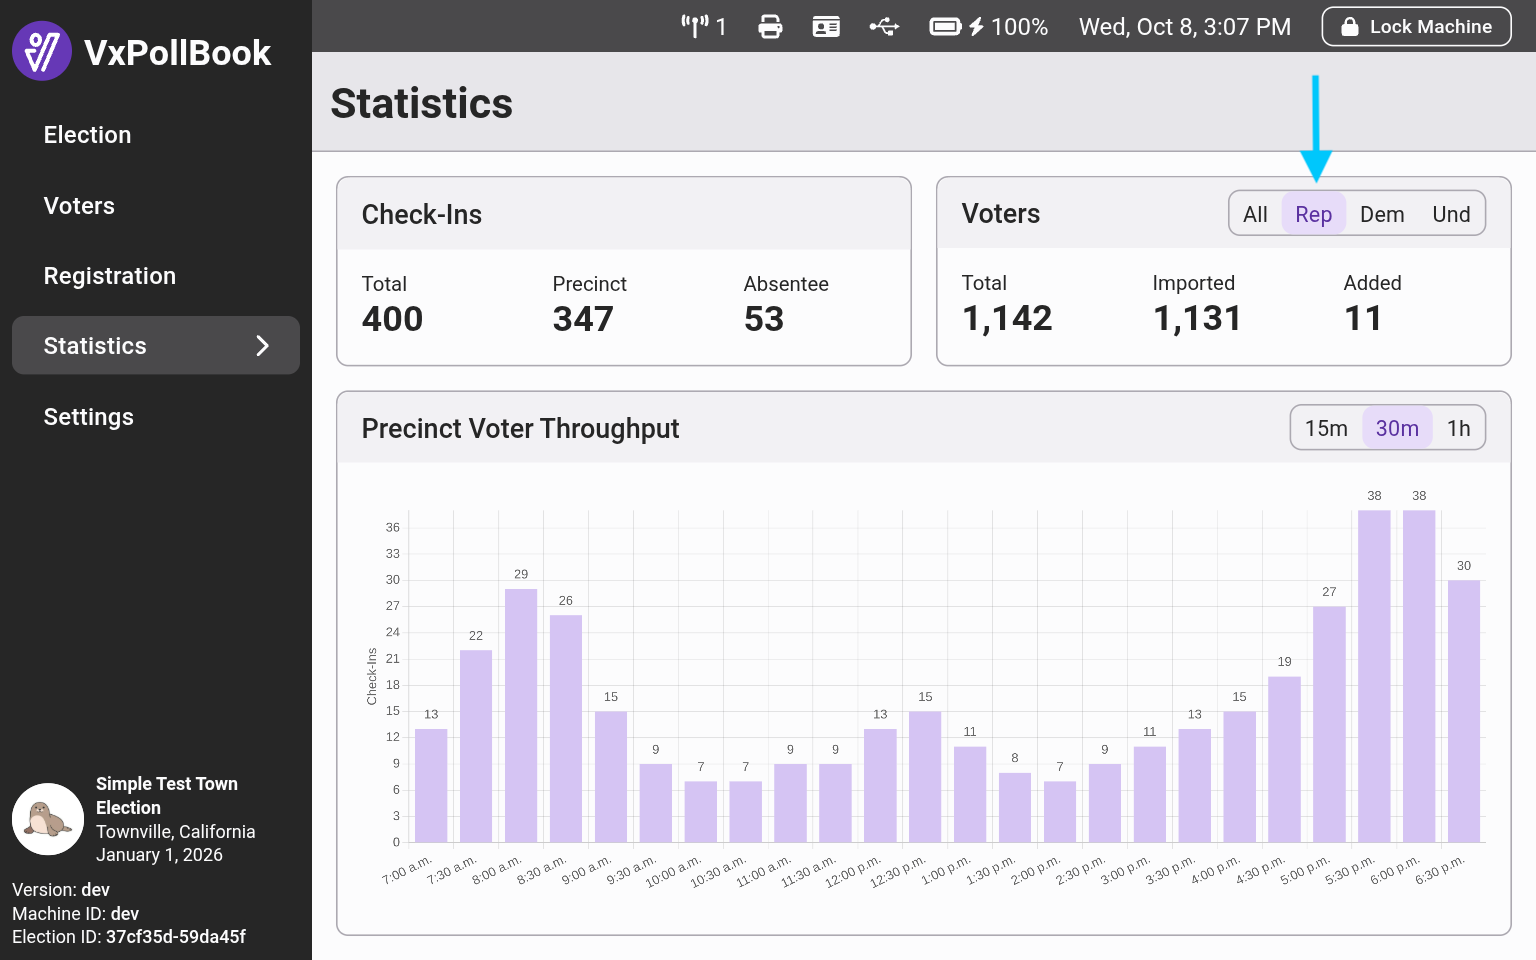 VxPollBook
1
100%
Wed, Oct 8, 3:07 PM
Lock Machine
Election
Voters
Registration
Statistics
Settings
Simple Test Town
Election
Townville, California
January 1, 2026
Version: dev
Machine ID: dev
Election ID: 37cf35d-59da45f
Statistics
Check-Ins
Total Precinct Absentee
400 347 53
Voters
All Rep Dem Und
Total Imported Added
1,142 1,131 11
Precinct Voter Throughput
15m 30m 1h
Check-Ins
36
33
30
27
24
21
18
15
12
9
6
3
0
13 22 29 26 15 9 7 7 9 9 13 15 11 8 7 9 11 13 15 19 27 38 38 30
7:00 a.m. 7:30 a.m. 8:00 a.m. 8:30 a.m. 9:00 a.m. 9:30 a.m. 10:00 a.m. 10:30 a.m. 11:00 a.m. 11:30 a.m. 12:00 p.m. 12:30 p.m. 1:00 p.m. 1:30 p.m. 2:00 p.m. 2:30 p.m. 3:00 p.m. 3:30 p.m. 4:00 p.m. 4:30 p.m. 5:00 p.m. 5:30 p.m. 6:00 p.m. 6:30 p.m.